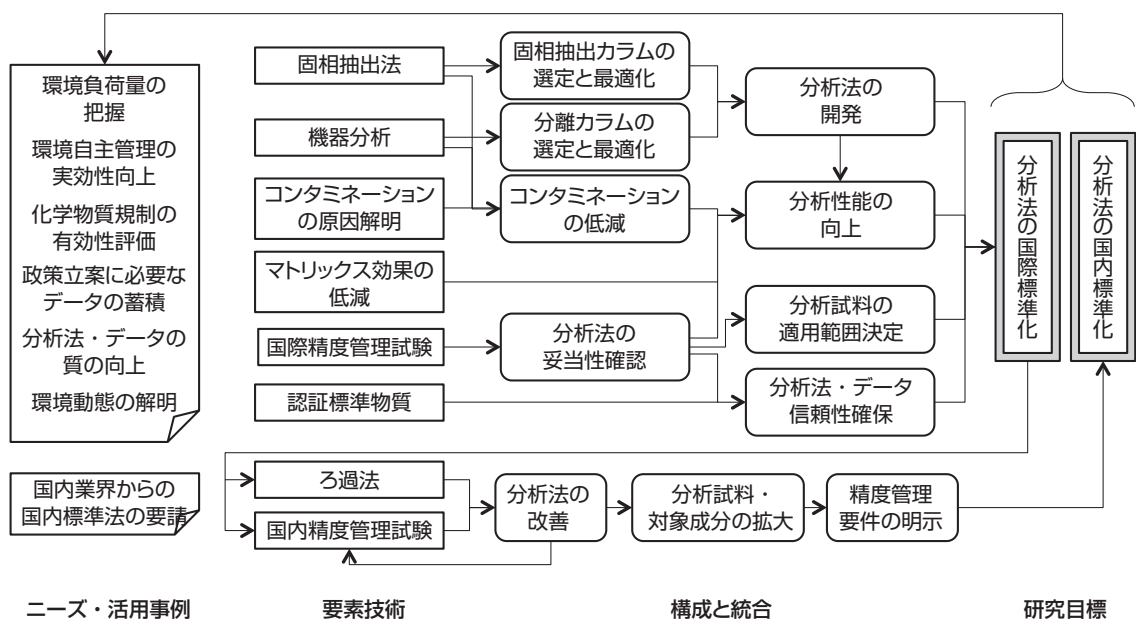 環境負荷量の
把握
環境自主管理の
実効性向上
化学物質規制の
有効性評価
政策立案に必要な
データの蓄積
分析法・データの
質の向上
環境動態の解明
国内業界からの
国内標準法の要請
固相抽出法
機器分析
コンタミネーション
の原因解明
マトリックス効果の
低減
国際精度管理試験
認証標準物質
ろ過法
国内精度管理試験
固相抽出カラムの
選定と最適化
分離カラムの
選定と最適化
コンタミネーション
の低減
分析法の
妥当性確認
分析法の
開発
分析性能の
向上
分析試料の
適用範囲決定
分析法・データ
信頼性確保
分析法の
改善
分析試料・
対象成分の拡大
精度管理
要件の明示
分析法の国際標準化
分析法の国内標準化
ニーズ・活用事例
要素技術
構成と統合
研究目標